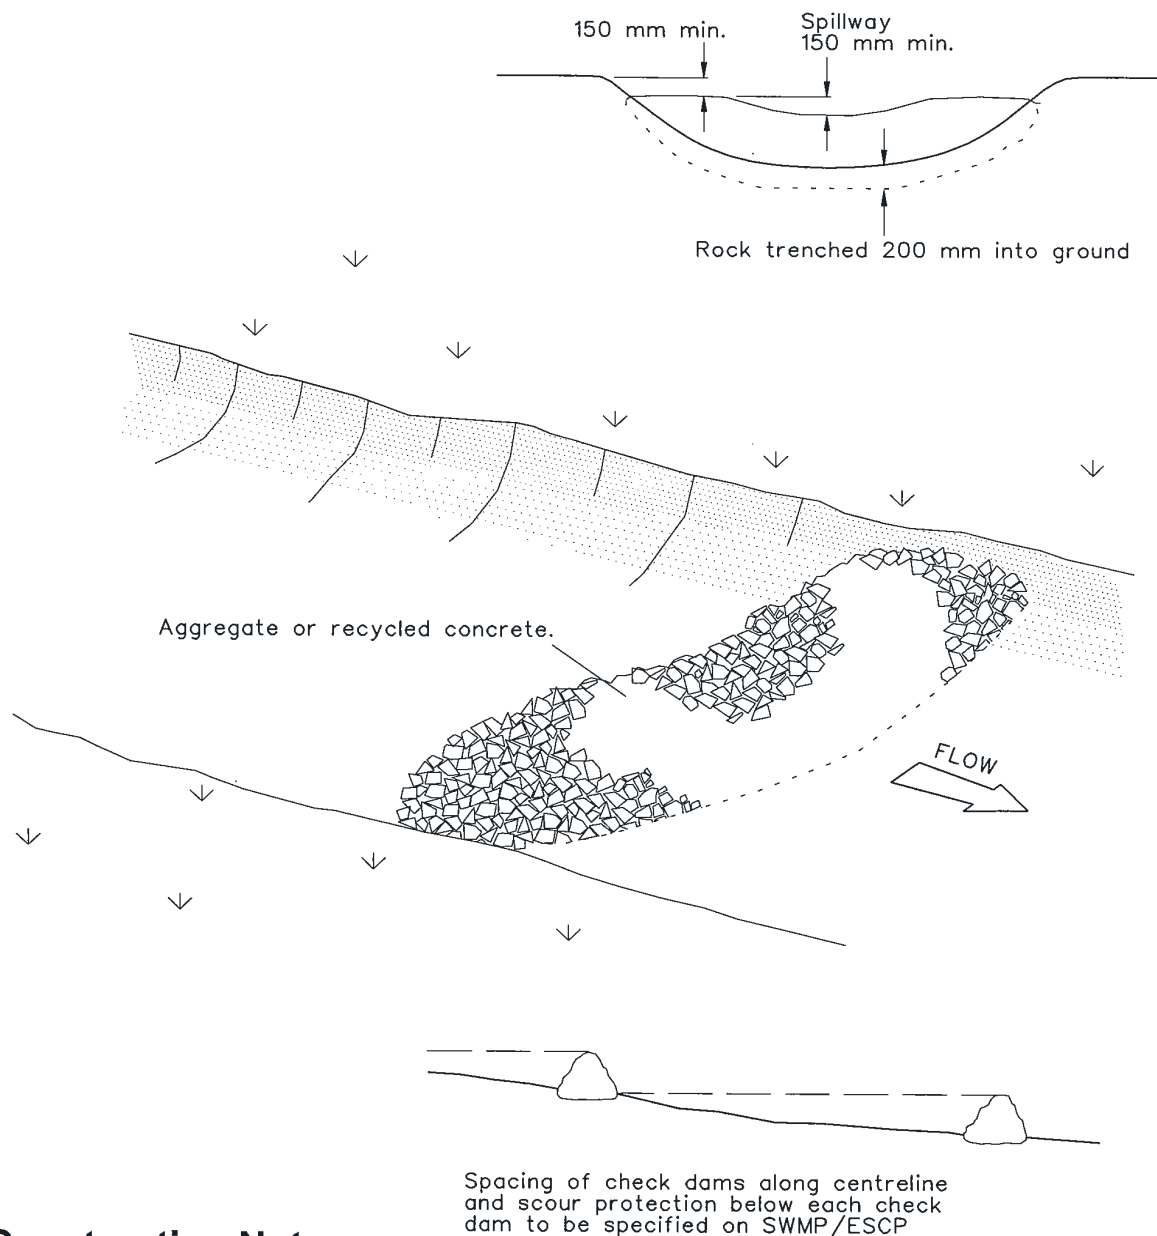 150 mm min.
Spillway
150 mm min.
Rock trenched 200 mm into ground
Aggregate or recycled concrete.
FLOW
Spacing of check dams along centreline
and scour protection below each check
dam to be specified on SWMP/ESCP